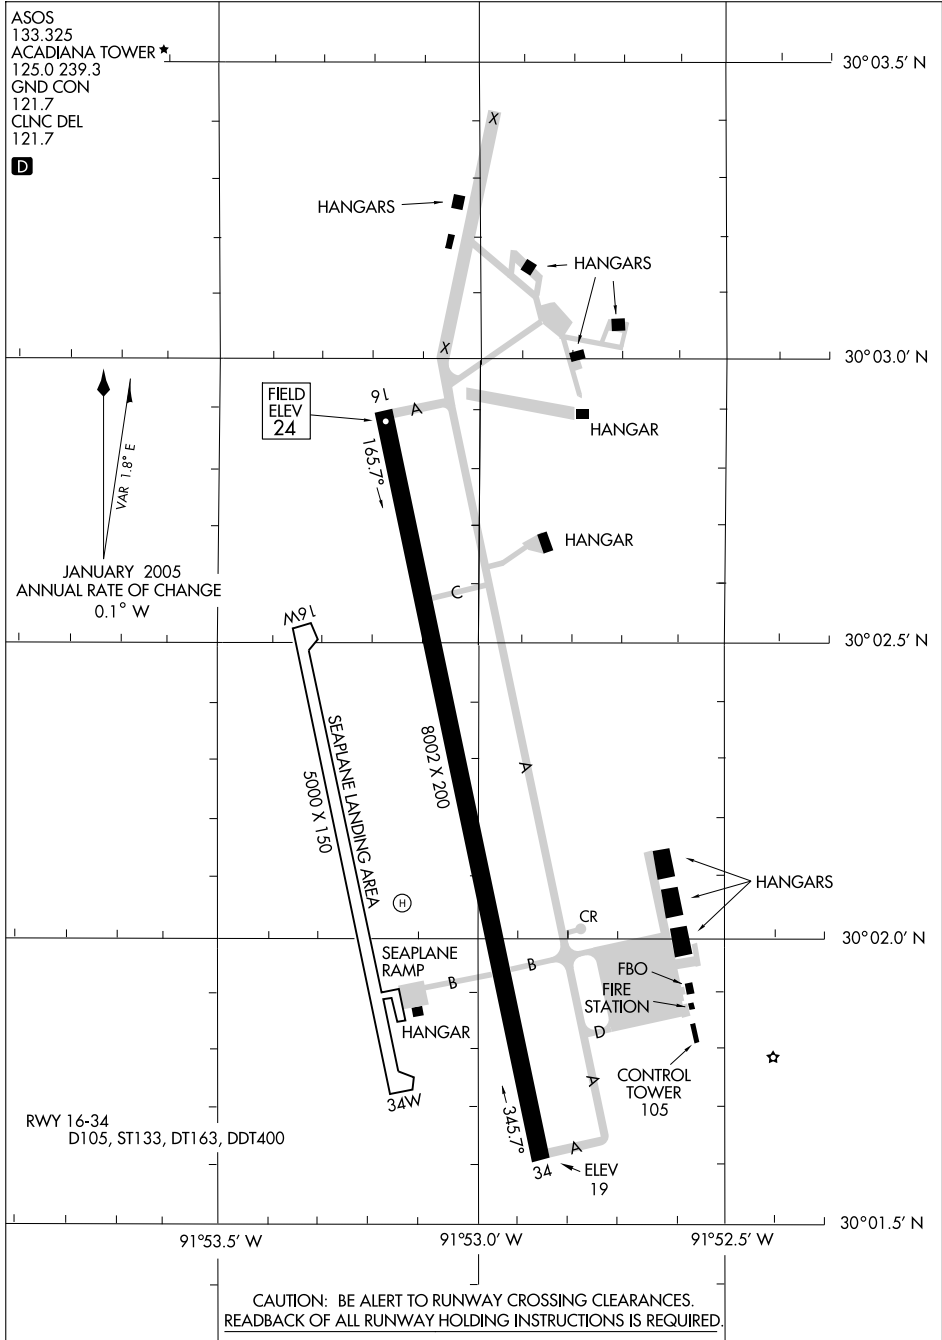 ASOS
133.325
ACADIANA TOWER
125.0 239.3
GND CON
121.7
CLNC DEL
121.7
D
30°03.5' N
X
HANGARS
HANGARS
X
30°03.0' N
FIELD
ELEV
24
16
A
165.7°
HANGAR
VAR 1.8° E
JANUARY 2005
ANNUAL RATE OF CHANGE
0.1° W
HANGAR
C
16W
30°02.5' N
SEAPLANE LANDING AREA
5000 X 150
8002 X 200
A
HANGARS
H
CR
30°02.0' N
SEAPLANE
RAMP
B
B
FBO
FIRE
STATION
HANGAR
D
CONTROL
TOWER
105
A
34W
RWY 16-34
D105, ST133, DT163, DDT400
345.7°
A
34
ELEV
19
30°01.5' N
91°53.5' W
91°53.0' W
91°52.5' W
CAUTION: BE ALERT TO RUNWAY CROSSING CLEARANCES.
READBACK OF ALL RUNWAY HOLDING INSTRUCTIONS IS REQUIRED.